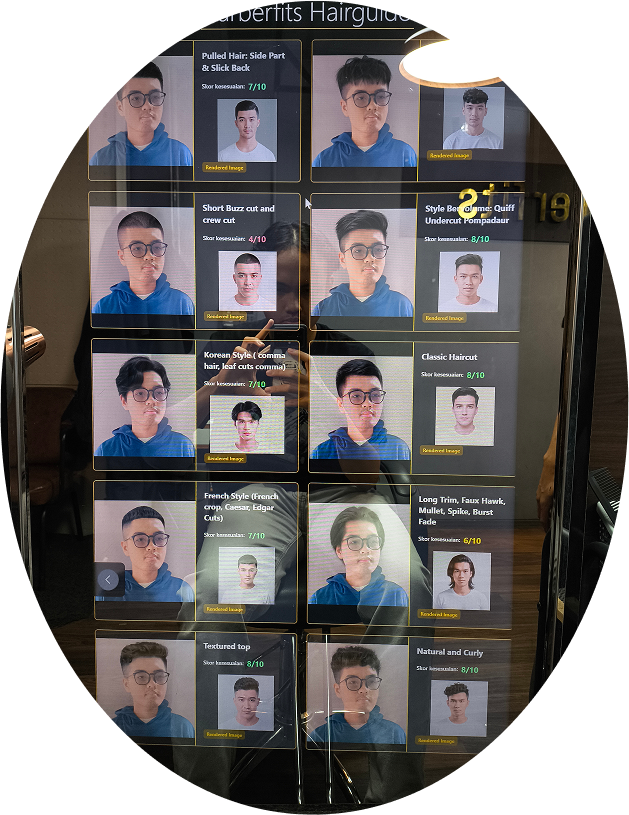 Barberfits Hairguide
Pulled Hair: Side Part
& Slick Back
Skor kesesuaian: 7/10
Rendered Image
Rendered Image
Short Buzz cut and
crew cut
Skor kesesuaian: 4/10
Rendered Image
Quiff
Undercut Pompadaur
Skor kesesuaian: 8/10
Rendered Image
Korean Style ( comma
hair, leaf cuts comma)
Skor kesesuaian: 7/10
Rendered Image
Classic Haircut
Skor kesesuaian: 8/10
Rendered Image
French Style (French
crop, Caesar, Edgar
Cuts)
Skor kesesuaian: 7/10
Rendered Image
Long Trim, Faux Hawk,
Mullet, Spike, Burst
Fade
Skor kesesuaian: 6/10
Rendered Image
Textured top
Skor kesesuaian: 8/10
Rendered Image
Natural and Curly
Skor kesesuaian: 8/10
Rendered Image